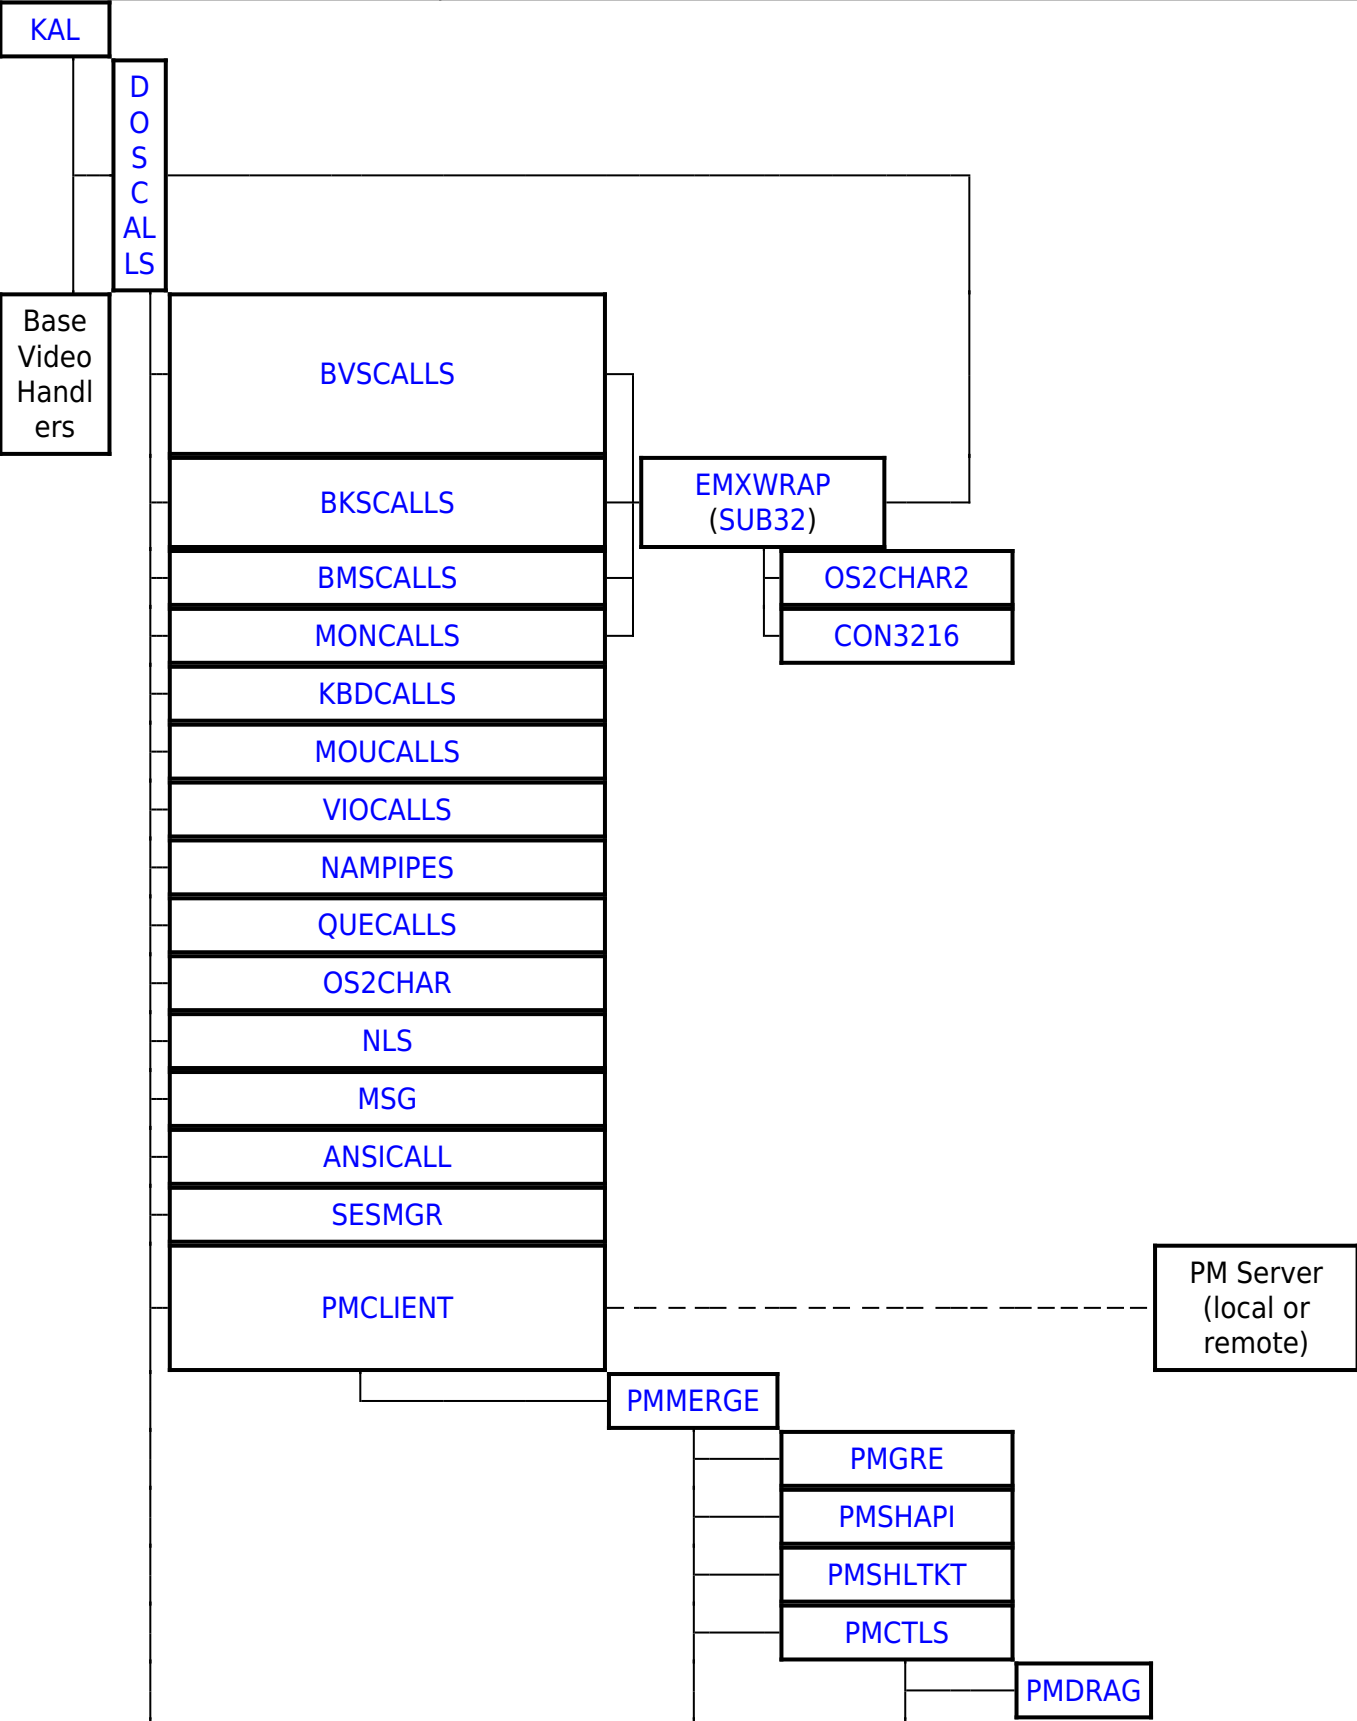 KAL
D
O
S
C
AL
LS
Base
Video
Handl
ers
BVSCALLS
BKSCALLS
EMXWRAP
(SUB32)
BMSCALLS
OS2CHAR2
MONCALLS
CON3216
KBDCALLS
MOUCALLS
VIOCALLS
NAMPIPES
QUECALLS
OS2CHAR
NLS
MSG
ANSICALL
SESMGR
PMCLIENT
PM Server
(local or
remote)
PMMERGE
PMGRE
PMSHAPI
PMSHLTKT
PMCTLS
PMDRAG